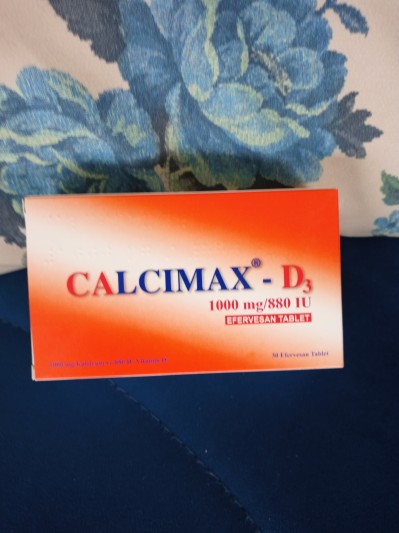 CALCIMAX® - D3
1000 mg/880 IU
EFERVESAN TABLET
30 Efervesan Tablet